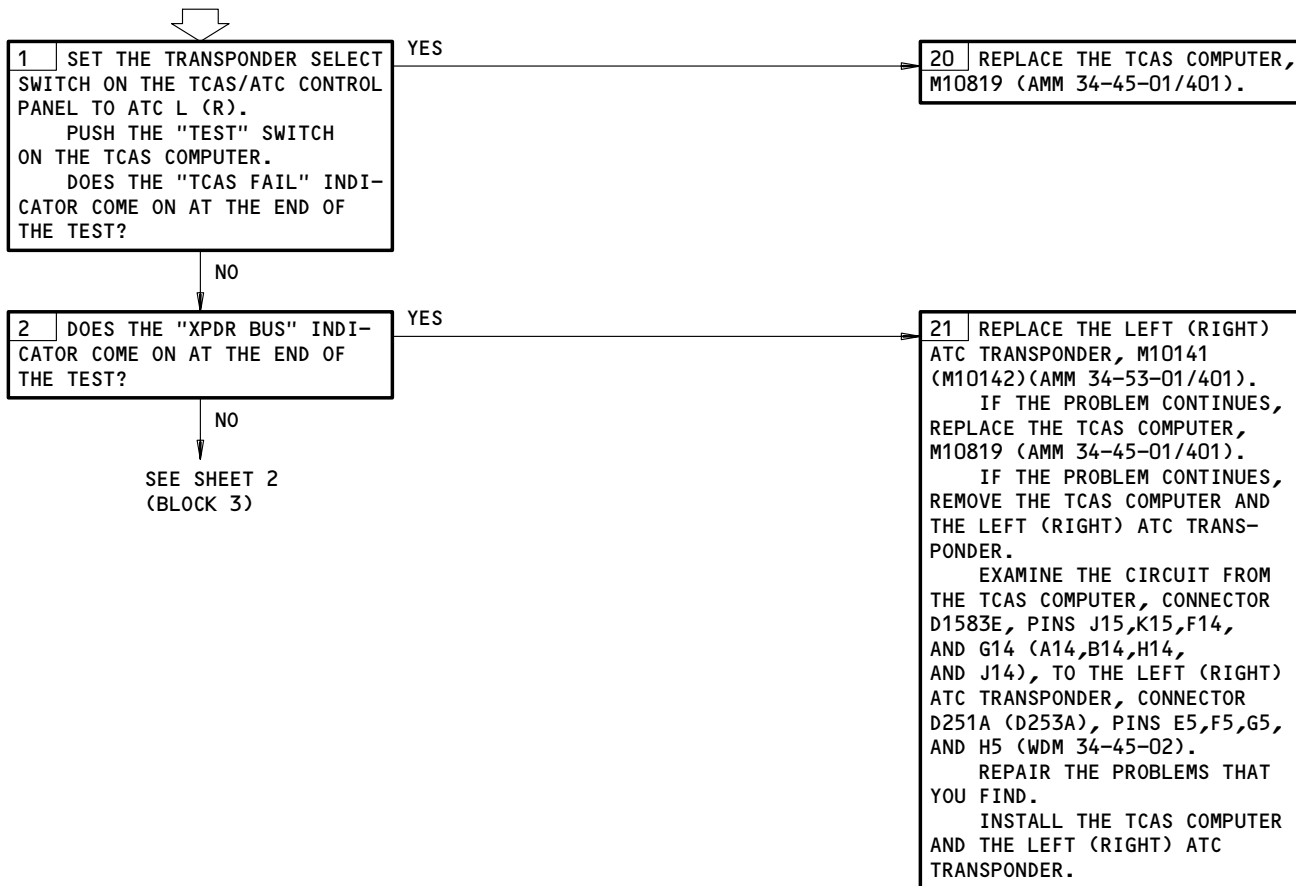 1 SET THE TRANSPONDER SELECT
SWITCH ON THE TCAS/ATC CONTROL
PANEL TO ATC L (R).
PUSH THE "TEST" SWITCH
ON THE TCAS COMPUTER.
DOES THE "TCAS FAIL" INDI-
CATOR COME ON AT THE END OF
THE TEST?
YES
20 REPLACE THE TCAS COMPUTER,
M10819 (AMM 34-45-01/401).
NO
2 DOES THE "XPDR BUS" INDI-
CATOR COME ON AT THE END OF
THE TEST?
YES
21 REPLACE THE LEFT (RIGHT)
ATC TRANSPONDER, M10141
(M10142)(AMM 34-53-01/401).
IF THE PROBLEM CONTINUES,
REPLACE THE TCAS COMPUTER,
M10819 (AMM 34-45-01/401).
IF THE PROBLEM CONTINUES,
REMOVE THE TCAS COMPUTER AND
THE LEFT (RIGHT) ATC TRANS-
PONDER.
EXAMINE THE CIRCUIT FROM
THE TCAS COMPUTER, CONNECTOR
D1583E, PINS J15,K15,F14,
AND G14 (A14,B14,H14,
AND J14), TO THE LEFT (RIGHT)
ATC TRANSPONDER, CONNECTOR
D251A (D253A), PINS E5,F5,G5,
AND H5 (WDM 34-45-02).
REPAIR THE PROBLEMS THAT
YOU FIND.
INSTALL THE TCAS COMPUTER
AND THE LEFT (RIGHT) ATC
TRANSPONDER.
NO
SEE SHEET 2
(BLOCK 3)